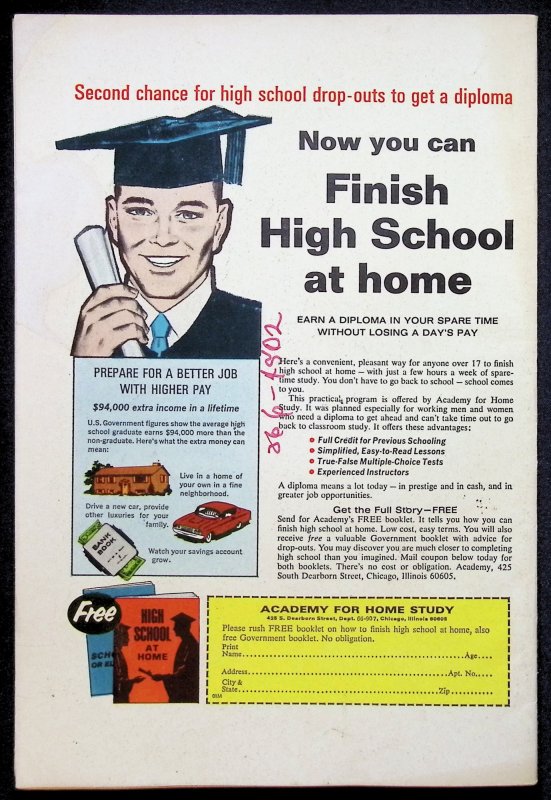 Second chance for high school drop-outs to get a diploma
Now you can
Finish
High School
at home
EARN A DIPLOMA IN YOUR SPARE TIME
WITHOUT LOSING A DAY'S PAY
PREPARE FOR A BETTER JOB
WITH HIGHER PAY
$94,000 extra income in a lifetime
U.S. Government figures show the average high
school graduate earns $94,000 more than the
non-graduate. Here's what the extra money can
mean:
Live in a home of
your own in a fine
neighborhood.
Drive a new car, provide
other luxuries for your
family.
BANK
BOOK
Watch your savings account
grow.
266-1302
Here's a convenient, pleasant way for anyone over 17 to finish
high school at home — with just a few hours a week of spare-
time study. You don't have to go back to school — school comes
to you.
This practical program is offered by Academy for Home
Study. It was planned especially for working men and women
who need a diploma to get ahead and can't take time out to go
back to classroom study. It offers these advantages:
Full Credit for Previous Schooling
Simplified, Easy-to-Read Lessons
True-False Multiple-Choice Tests
Experienced Instructors
A diploma means a lot today — in prestige and in cash, and in
greater job opportunities.
Get the Full Story—FREE
Send for Academy's FREE booklet. It tells you how you can
finish high school at home. Low cost, easy terms. You will also
receive free a valuable Government booklet with advice for
drop-outs. You may discover you are much closer to completing
high school than you imagined. Mail coupon below today for
both booklets. There's no cost or obligation. Academy, 425
South Dearborn Street, Chicago, Illinois 60605.
Free
SCH
OR EL
HIGH
SCHOOL
AT
HOME
ACADEMY FOR HOME STUDY
425 S. Dearborn Street, Dept. 66-937, Chicago, Illinois 60605
Please rush FREE booklet on how to finish high school at home, also
free Government booklet. No obligation.
Print
Name Age
Address Apt. No.
City &
State Zip